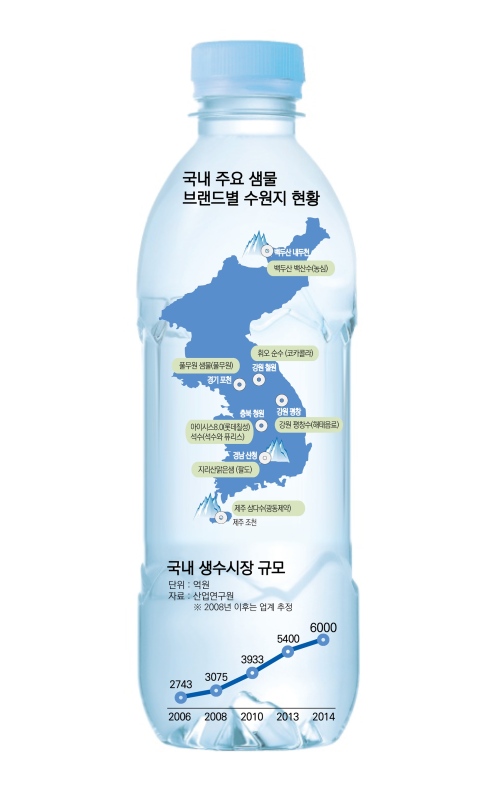 국내 주요 샘물
브랜드별 수원지 현황
백두산 내두천
백두산 백산수(농심)
휘오 순수 (코카콜라)
풀무원 샘물(풀무원)
강원 철원
경기 포천
충북 청원
강원 평창
아이시스8.0(롯데칠성)
석수(석수와 퓨리스)
강원 평창수(해태음료)
경남 산청
지리산맑은샘 (팔도)
제주 삼다수(광동제약)
제주 조천
국내 생수시장 규모
단위 : 억원
자료 : 산업연구원
※ 2008년 이후는 업계 추정
2743
3075
3933
5400
6000
2006 2008 2010 2013 2014